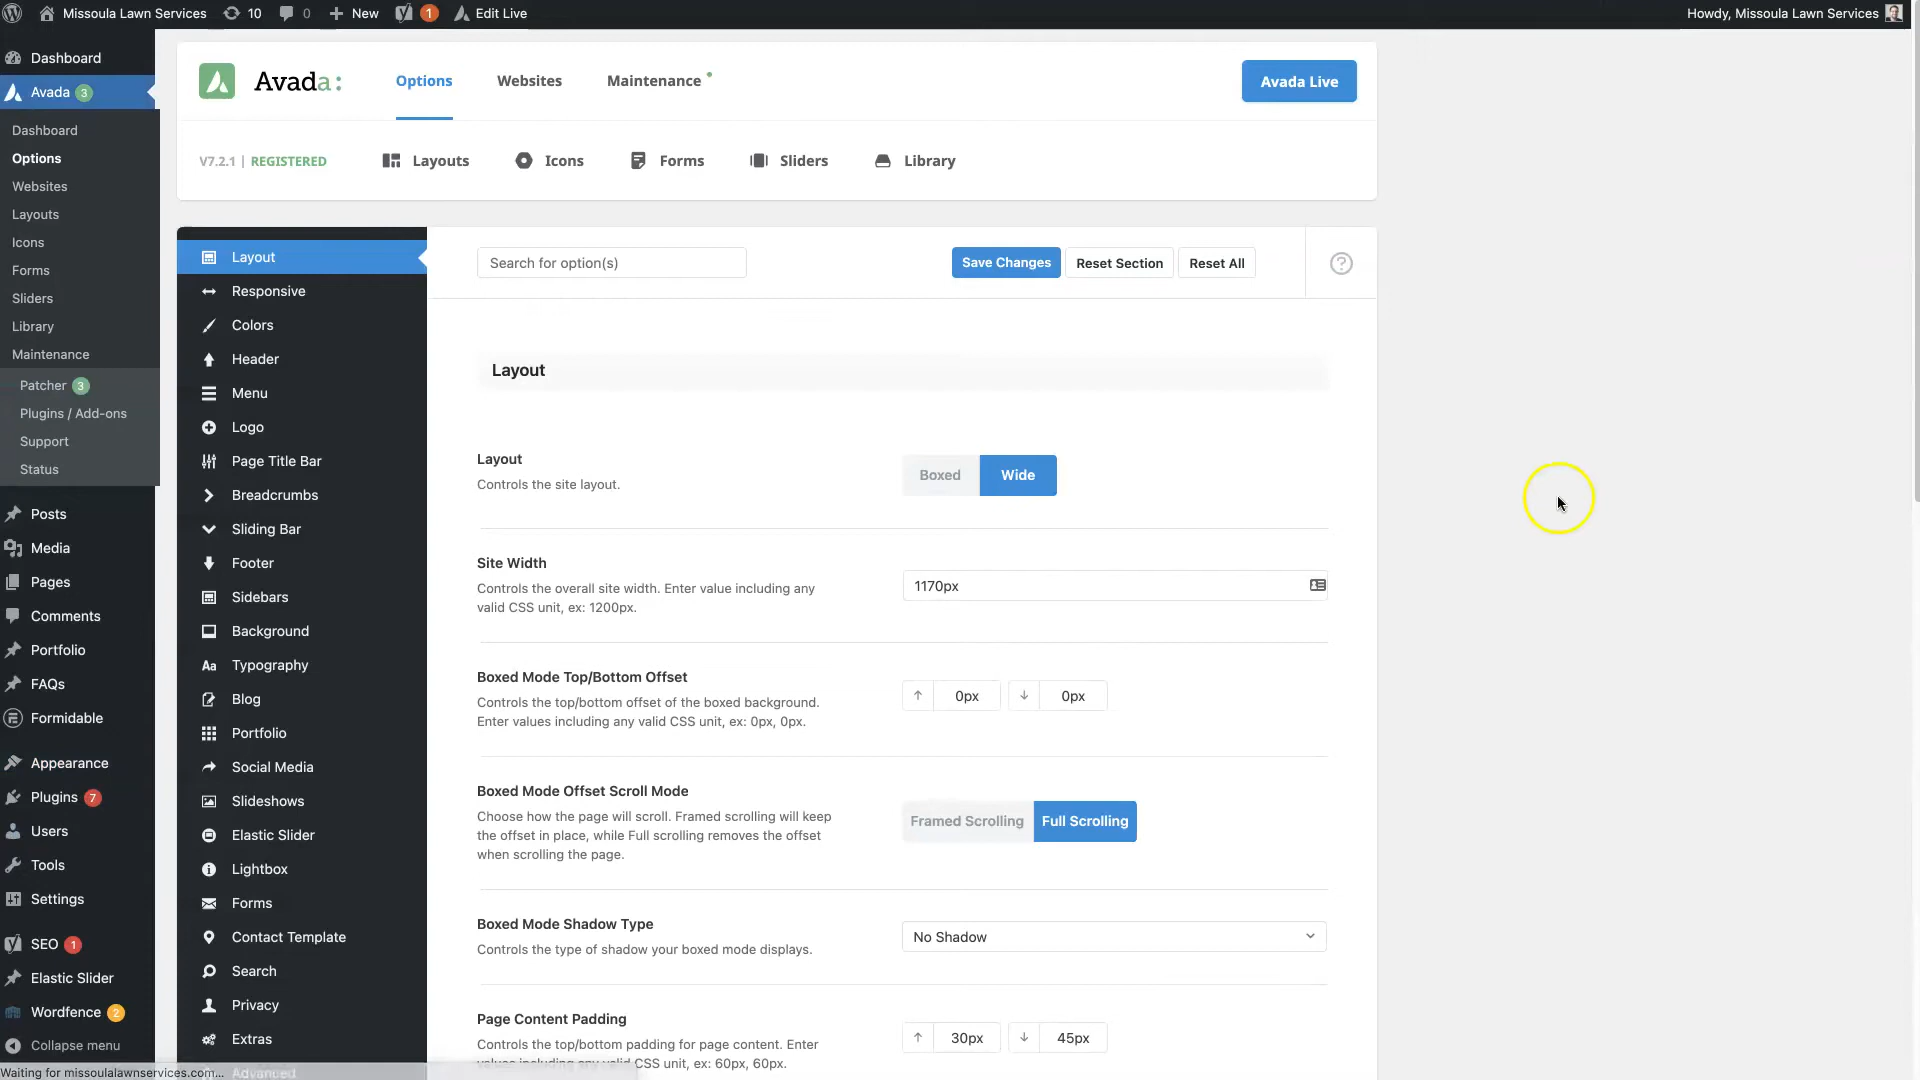 Missoula Lawn Services 10 0 New 1 Edit Live Howdy, Missoula Lawn Services
Dashboard
Avada 3
Dashboard
Options
Websites
Layouts
Icons
Forms
Sliders
Library
Maintenance
Patcher 3
Plugins / Add-ons
Support
Status
Posts
Media
Pages
Comments
Portfolio
FAQs
Formidable
Appearance
Plugins 7
Users
Tools
Settings
SEO 1
Elastic Slider
Wordfence 2
Collapse menu
Waiting for missoulalawnservices.com...
Avada: Options Websites Maintenance Avada Live
V7.2.1 | REGISTERED Layouts Icons Forms Sliders Library
Layout
Responsive
Colors
Header
Menu
Logo
Page Title Bar
Breadcrumbs
Sliding Bar
Footer
Sidebars
Background
Aa Typography
Blog
Portfolio
Social Media
Slideshows
Elastic Slider
Lightbox
Forms
Contact Template
Search
Privacy
Extras
Advanced
Search for option(s) Save Changes Reset Section Reset All
Layout
Layout
Controls the site layout.
Boxed Wide
Site Width
Controls the overall site width. Enter value including any
valid CSS unit, ex: 1200px.
1170px
Boxed Mode Top/Bottom Offset
Controls the top/bottom offset of the boxed background.
Enter values including any valid CSS unit, ex: 0px, 0px.
0px 0px
Boxed Mode Offset Scroll Mode
Choose how the page will scroll. Framed scrolling will keep
the offset in place, while Full scrolling removes the offset
when scrolling the page.
Framed Scrolling Full Scrolling
Boxed Mode Shadow Type
Controls the type of shadow your boxed mode displays.
No Shadow
Page Content Padding
Controls the top/bottom padding for page content. Enter
values including any valid CSS unit, ex: 60px, 60px.
30px 45px